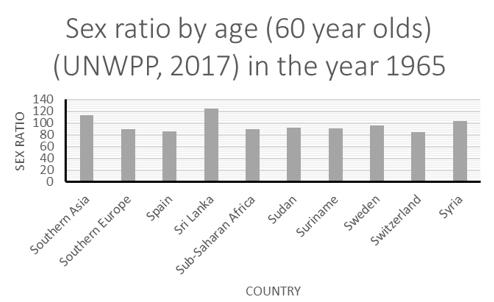 Sex ratio by age (60 year olds)
(UNWPP, 2017) in the year 1965
SEX RATIO
140
120
100
80
60
40
20
0
Southern Asia
Southern Europe
Spain
Sri Lanka
Sub-Saharan Africa
Sudan
Suriname
Sweden
Switzerland
Syria
COUNTRY